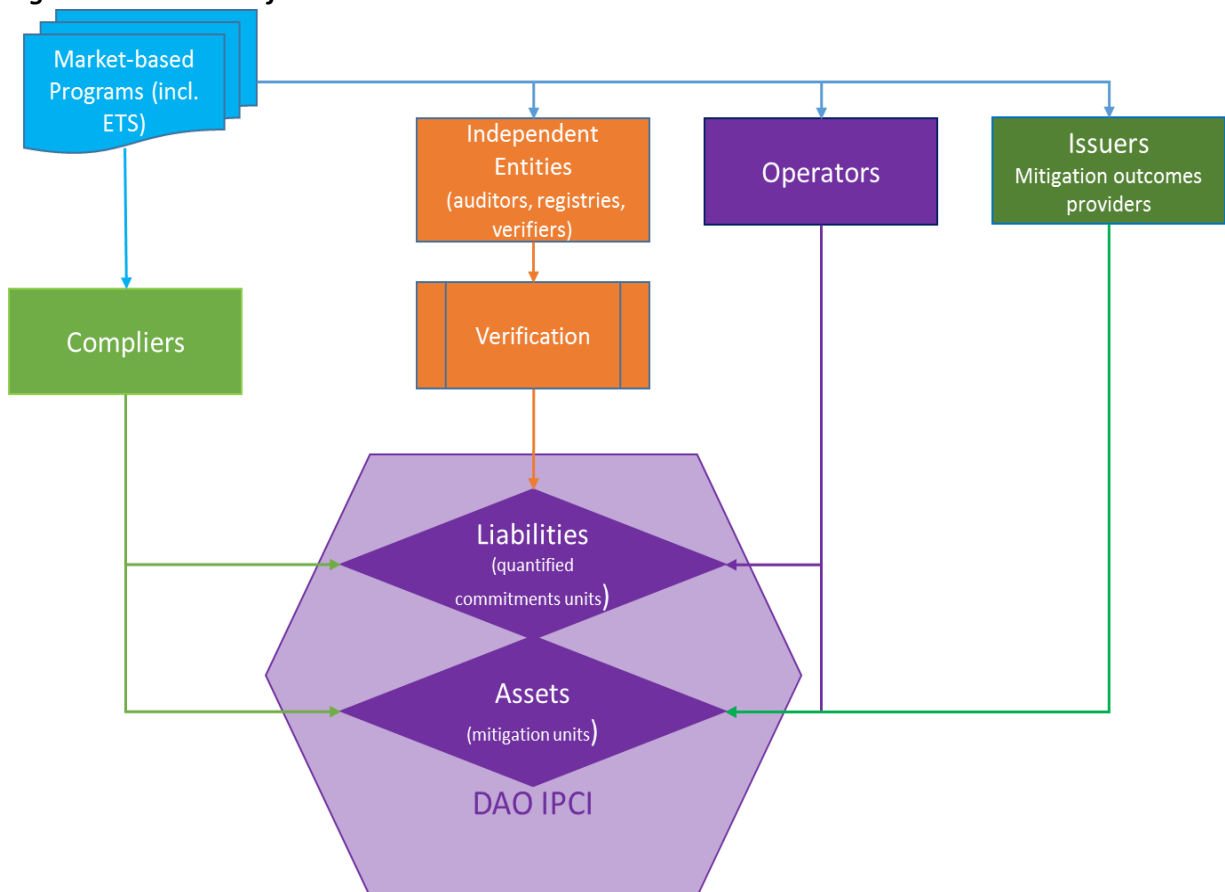 Market-based
Programs (incl.
ETS)
Independent
Entities
(auditors, registries,
verifiers)
Operators
Issuers
Mitigation outcomes
providers
Compliers
Verification
Liabilities
(quantified
commitments units)
Assets
(mitigation units)
DAO IPCI